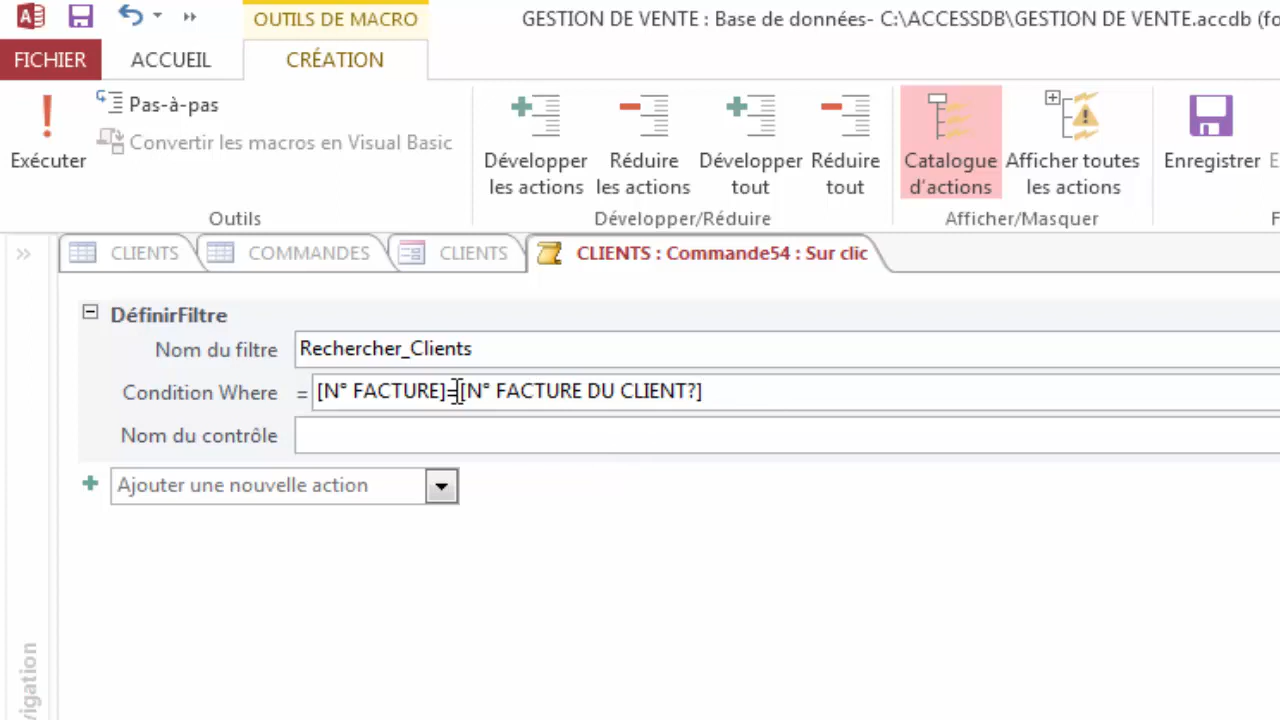 OUTILS DE MACRO
GESTION DE VENTE : Base de données- C:\ACCESSDB\GESTION DE VENTE.accdb (fo
FICHIER ACCUEIL CRÉATION
Exécuter
Pas-à-pas
Convertir les macros en Visual Basic
Outils
Développer
les actions
Réduire
les actions
Développer
tout
Réduire
tout
Développer/Réduire
Catalogue
d'actions
Afficher toutes
les actions
Afficher/Masquer
Enregistrer E
F
CLIENTS COMMANDES CLIENTS CLIENTS : Commande54 : Sur clic
DéfinirFiltre
Nom du filtre Rechercher_Clients
Condition Where = [N° FACTURE]=[N° FACTURE DU CLIENT?]
Nom du contrôle
Ajouter une nouvelle action
vigation